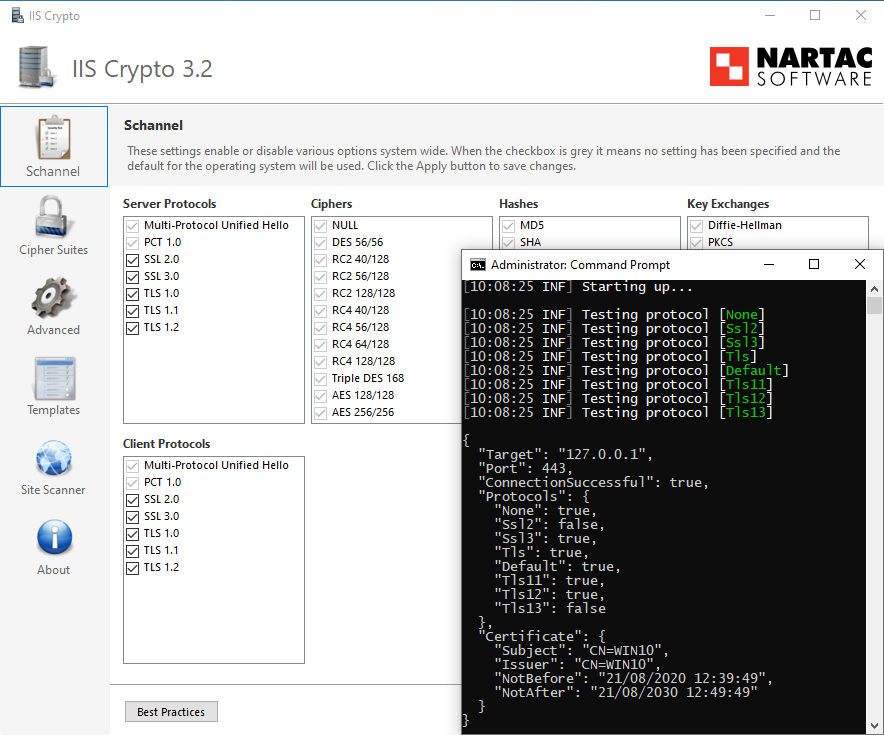 IIS Crypto
IIS Crypto 3.2
NARTAC
SOFTWARE
Schannel
Cipher Suites
Advanced
Templates
Site Scanner
About
Schannel
These settings enable or disable various options system wide. When the checkbox is grey it means no setting has been specified and the
default for the operating system will be used. Click the Apply button to save changes.
Server Protocols
Multi-Protocol Unified Hello
PCT 1.0
SSL 2.0
SSL 3.0
TLS 1.0
TLS 1.1
TLS 1.2
Ciphers
NULL
DES 56/56
RC2 40/128
RC2 56/128
RC2 128/128
RC4 40/128
RC4 56/128
RC4 64/128
RC4 128/128
Triple DES 168
AES 128/128
AES 256/256
Hashes
MD5
SHA
Key Exchanges
Diffie-Hellman
PKCS
Client Protocols
Multi-Protocol Unified Hello
PCT 1.0
SSL 2.0
SSL 3.0
TLS 1.0
TLS 1.1
TLS 1.2
Best Practices
Administrator: Command Prompt
[10:08:25 INF] Starting up...
[10:08:25 INF] Testing protocol [None]
[10:08:25 INF] Testing protocol [Ssl2]
[10:08:25 INF] Testing protocol [Ssl3]
[10:08:25 INF] Testing protocol [Tls]
[10:08:25 INF] Testing protocol [Default]
[10:08:25 INF] Testing protocol [Tls11]
[10:08:25 INF] Testing protocol [Tls12]
[10:08:25 INF] Testing protocol [Tls13]
{
"Target": "127.0.0.1",
"Port": 443,
"ConnectionSuccessful": true,
"Protocols": {
"None": true,
"Ssl2": false,
"Ssl3": true,
"Tls": true,
"Default": true,
"Tls11": true,
"Tls12": true,
"Tls13": false
},
"Certificate": {
"Subject": "CN=WIN10",
"Issuer": "CN=WIN10",
"NotBefore": "21/08/2020 12:39:49",
"NotAfter": "21/08/2030 12:49:49"
}
}